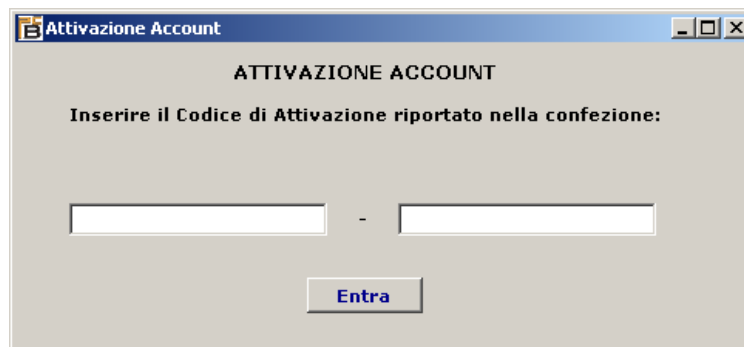 Attivazione Account
ATTIVAZIONE ACCOUNT
Inserire il Codice di Attivazione riportato nella confezione:
-
Entra